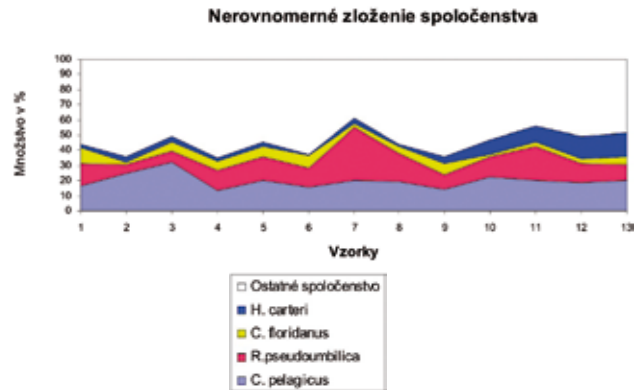 Nerovnomerné zloženie spoločenstva
Množstvo v %
100
90
80
70
60
50
40
30
20
10
0
1 2 3 4 5 6 7 8 9 10 11 12 13t
Vzorky
Ostatné spoločenstvo
H. carteri
C. floridanus
R.pseudoumbilica
C. pelagicus